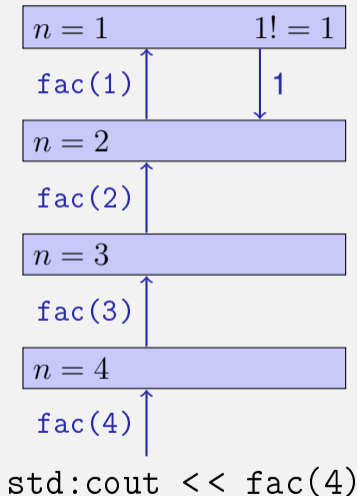 n = 1 1! = 1
fac(1) 1
n = 2
fac(2)
n = 3
fac(3)
n = 4
fac(4)
std:cout << fac(4)